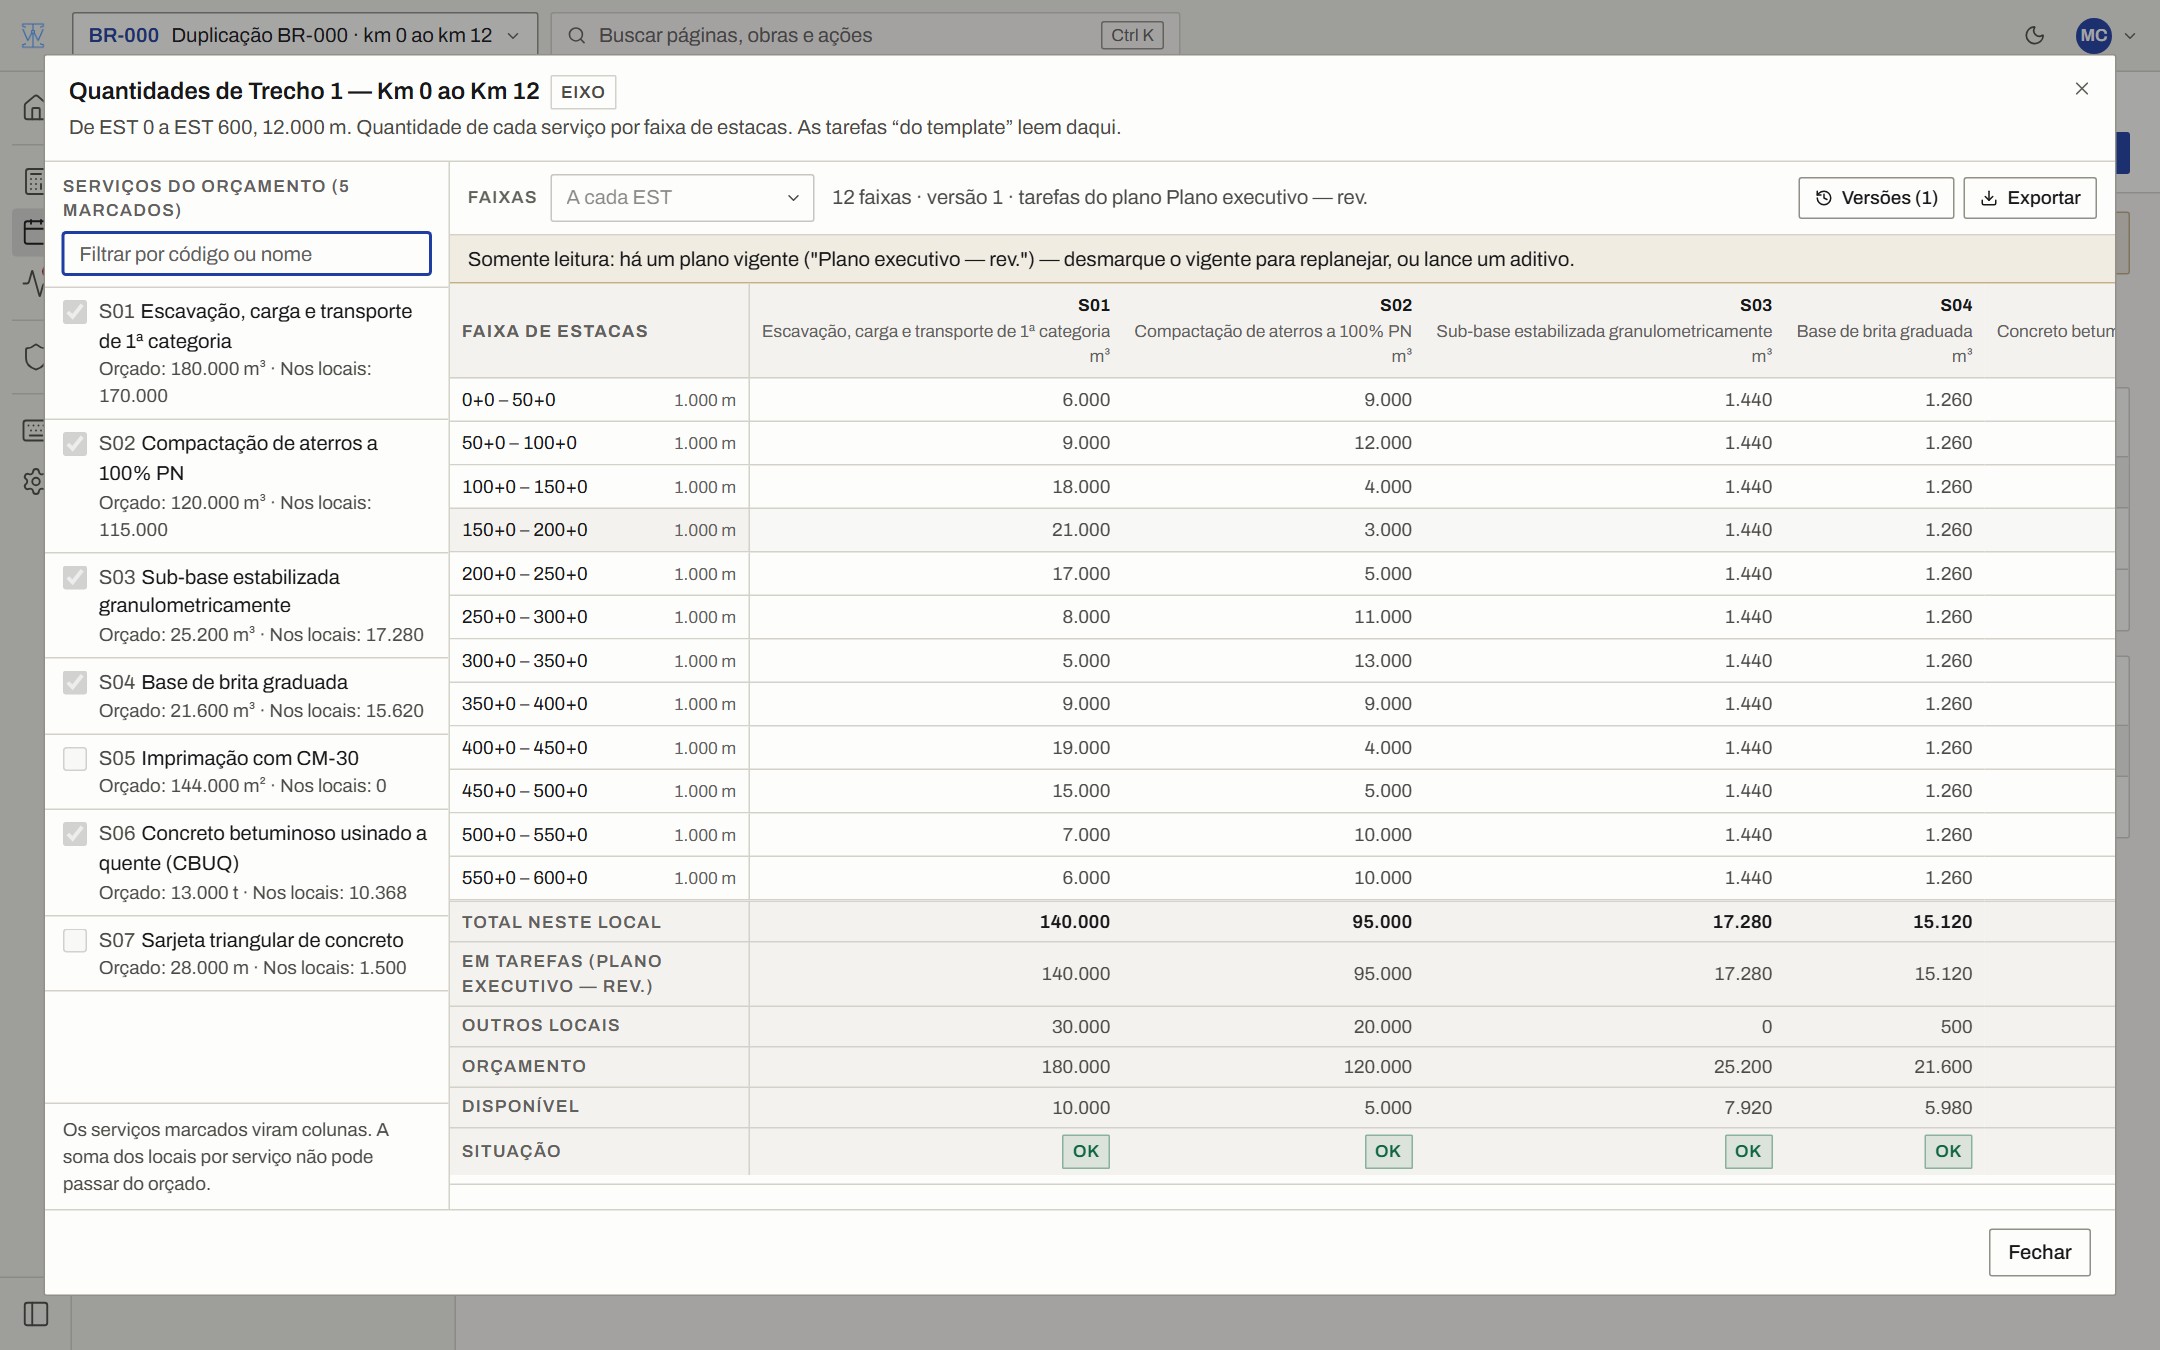 BR-000 Duplicação BR-000 · km 0 ao km 12
Buscar páginas, obras e ações
Ctrl K
MC
Quantidades de Trecho 1 — Km 0 ao Km 12 EIXO
De EST 0 a EST 600, 12.000 m. Quantidade de cada serviço por faixa de estacas. As tarefas “do template” leem daqui.
SERVIÇOS DO ORÇAMENTO (5
MARCADOS)
Filtrar por código ou nome
S01 Escavação, carga e transporte
de 1ª categoria
Orçado: 180.000 m³ · Nos locais:
170.000
S02 Compactação de aterros a
100% PN
Orçado: 120.000 m³ · Nos locais:
115.000
S03 Sub-base estabilizada
granulometricamente
Orçado: 25.200 m³ · Nos locais: 17.280
S04 Base de brita graduada
Orçado: 21.600 m³ · Nos locais: 15.620
S05 Imprimação com CM-30
Orçado: 144.000 m² · Nos locais: 0
S06 Concreto betuminoso usinado a
quente (CBUQ)
Orçado: 13.000 t · Nos locais: 10.368
S07 Sarjeta triangular de concreto
Orçado: 28.000 m · Nos locais: 1.500
Os serviços marcados viram colunas. A
soma dos locais por serviço não pode
passar do orçado.
FAIXAS A cada EST 12 faixas · versão 1 · tarefas do plano Plano executivo — rev. Versões (1) Exportar
Somente leitura: há um plano vigente ("Plano executivo — rev.") — desmarque o vigente para replanejar, ou lance um aditivo.
S01 S02 S03 S04
FAIXA DE ESTACAS Escavação, carga e transporte de 1ª categoria Compactação de aterros a 100% PN Sub-base estabilizada granulometricamente Base de brita graduada Concreto betum
m³ m³ m³ m³
0+0 – 50+0 1.000 m 6.000 9.000 1.440 1.260
50+0 – 100+0 1.000 m 9.000 12.000 1.440 1.260
100+0 – 150+0 1.000 m 18.000 4.000 1.440 1.260
150+0 – 200+0 1.000 m 21.000 3.000 1.440 1.260
200+0 – 250+0 1.000 m 17.000 5.000 1.440 1.260
250+0 – 300+0 1.000 m 8.000 11.000 1.440 1.260
300+0 – 350+0 1.000 m 5.000 13.000 1.440 1.260
350+0 – 400+0 1.000 m 9.000 9.000 1.440 1.260
400+0 – 450+0 1.000 m 19.000 4.000 1.440 1.260
450+0 – 500+0 1.000 m 15.000 5.000 1.440 1.260
500+0 – 550+0 1.000 m 7.000 10.000 1.440 1.260
550+0 – 600+0 1.000 m 6.000 10.000 1.440 1.260
TOTAL NESTE LOCAL 140.000 95.000 17.280 15.120
EM TAREFAS (PLANO
EXECUTIVO — REV.) 140.000 95.000 17.280 15.120
OUTROS LOCAIS 30.000 20.000 0 500
ORÇAMENTO 180.000 120.000 25.200 21.600
DISPONÍVEL 10.000 5.000 7.920 5.980
SITUAÇÃO OK OK OK OK
Fechar